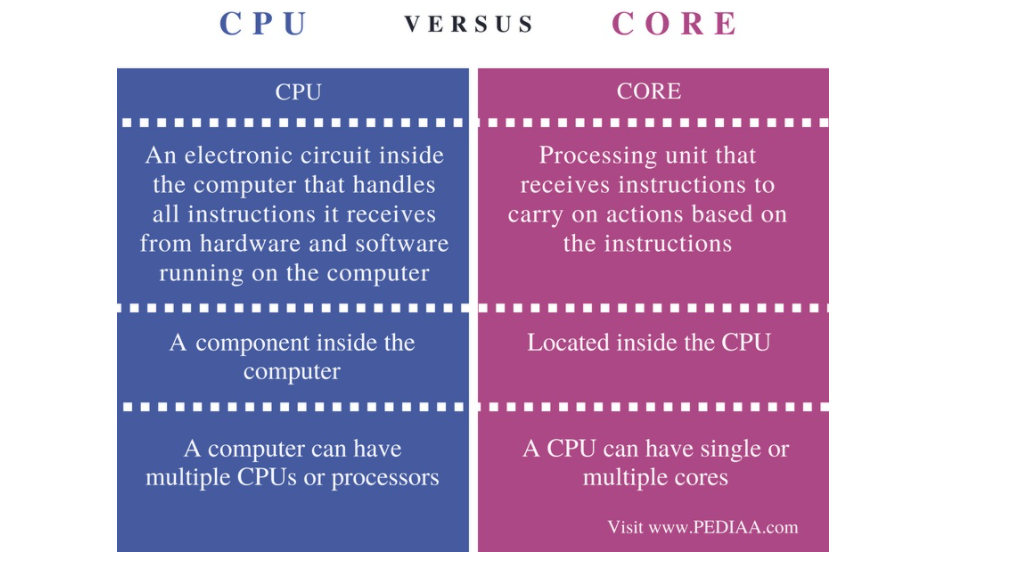 CPU VERSUS CORE
CPU
An electronic circuit inside
the computer that handles
all instructions it receives
from hardware and software
running on the computer
A component inside the
computer
A computer can have
multiple CPUs or processors
CORE
Processing unit that
receives instructions to
carry on actions based on
the instructions
Located inside the CPU
A CPU can have single or
multiple cores
Visit www.PEDIAA.com